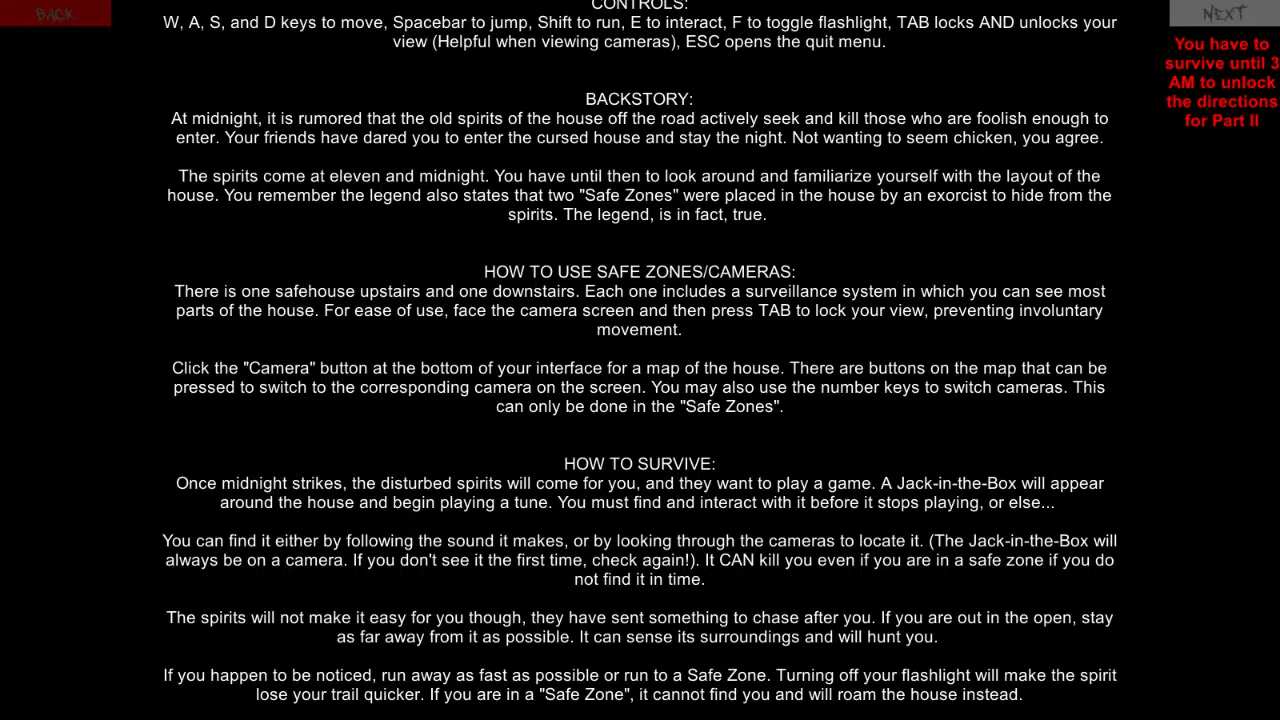 CONTROLS:
BACK
NEXT
W, A, S, and D keys to move, Spacebar to jump, Shift to run, E to interact, F to toggle flashlight, TAB locks AND unlocks your
view (Helpful when viewing cameras), ESC opens the quit menu.
You have to
survive until 3
AM to unlock
the directions
for Part II
BACKSTORY:
At midnight, it is rumored that the old spirits of the house off the road actively seek and kill those who are foolish enough to
enter. Your friends have dared you to enter the cursed house and stay the night. Not wanting to seem chicken, you agree.
The spirits come at eleven and midnight. You have until then to look around and familiarize yourself with the layout of the
house. You remember the legend also states that two "Safe Zones" were placed in the house by an exorcist to hide from the
spirits. The legend, is in fact, true.
HOW TO USE SAFE ZONES/CAMERAS:
There is one safehouse upstairs and one downstairs. Each one includes a surveillance system in which you can see most
parts of the house. For ease of use, face the camera screen and then press TAB to lock your view, preventing involuntary
movement.
Click the "Camera" button at the bottom of your interface for a map of the house. There are buttons on the map that can be
pressed to switch to the corresponding camera on the screen. You may also use the number keys to switch cameras. This
can only be done in the "Safe Zones".
HOW TO SURVIVE:
Once midnight strikes, the disturbed spirits will come for you, and they want to play a game. A Jack-in-the-Box will appear
around the house and begin playing a tune. You must find and interact with it before it stops playing, or else...
You can find it either by following the sound it makes, or by looking through the cameras to locate it. (The Jack-in-the-Box will
always be on a camera. If you don't see it the first time, check again!). It CAN kill you even if you are in a safe zone if you do
not find it in time.
The spirits will not make it easy for you though, they have sent something to chase after you. If you are out in the open, stay
as far away from it as possible. It can sense its surroundings and will hunt you.
If you happen to be noticed, run away as fast as possible or run to a Safe Zone. Turning off your flashlight will make the spirit
lose your trail quicker. If you are in a "Safe Zone", it cannot find you and will roam the house instead.